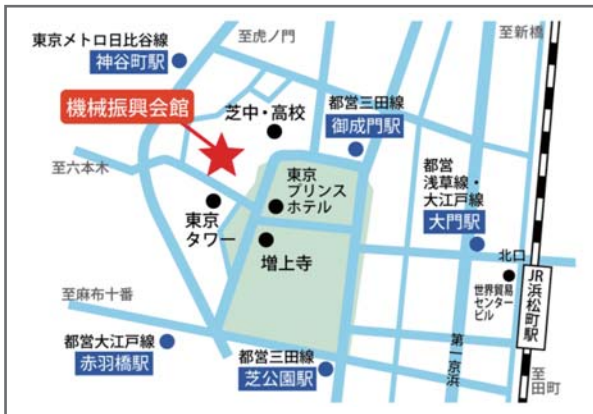 至虎ノ門
至新橋
東京メトロ日比谷線
神谷町駅
機械振興会館
芝中・高校
都営三田線
御成門駅
至六本木
東京
プリンス
ホテル
都営
浅草線・
大江戸線
大門駅
東京
タワー
増上寺
北口
世界貿易
センター
ビル
JR浜松町駅
至麻布十番
都営大江戸線
赤羽橋駅
都営三田線
芝公園駅
第一京浜
至
田町